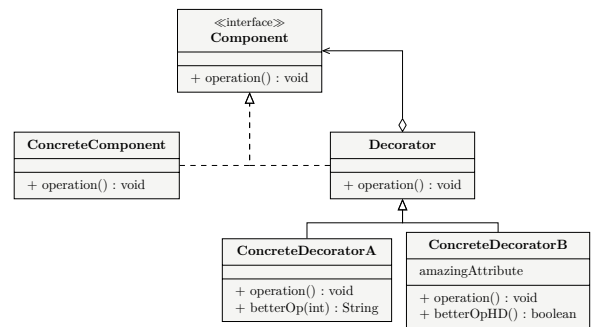 ≪interface≫
Component
+ operation() : void
ConcreteComponent
+ operation() : void
Decorator
+ operation() : void
ConcreteDecoratorA
+ operation() : void
+ betterOp(int) : String
ConcreteDecoratorB
amazingAttribute
+ operation() : void
+ betterOpHD() : boolean